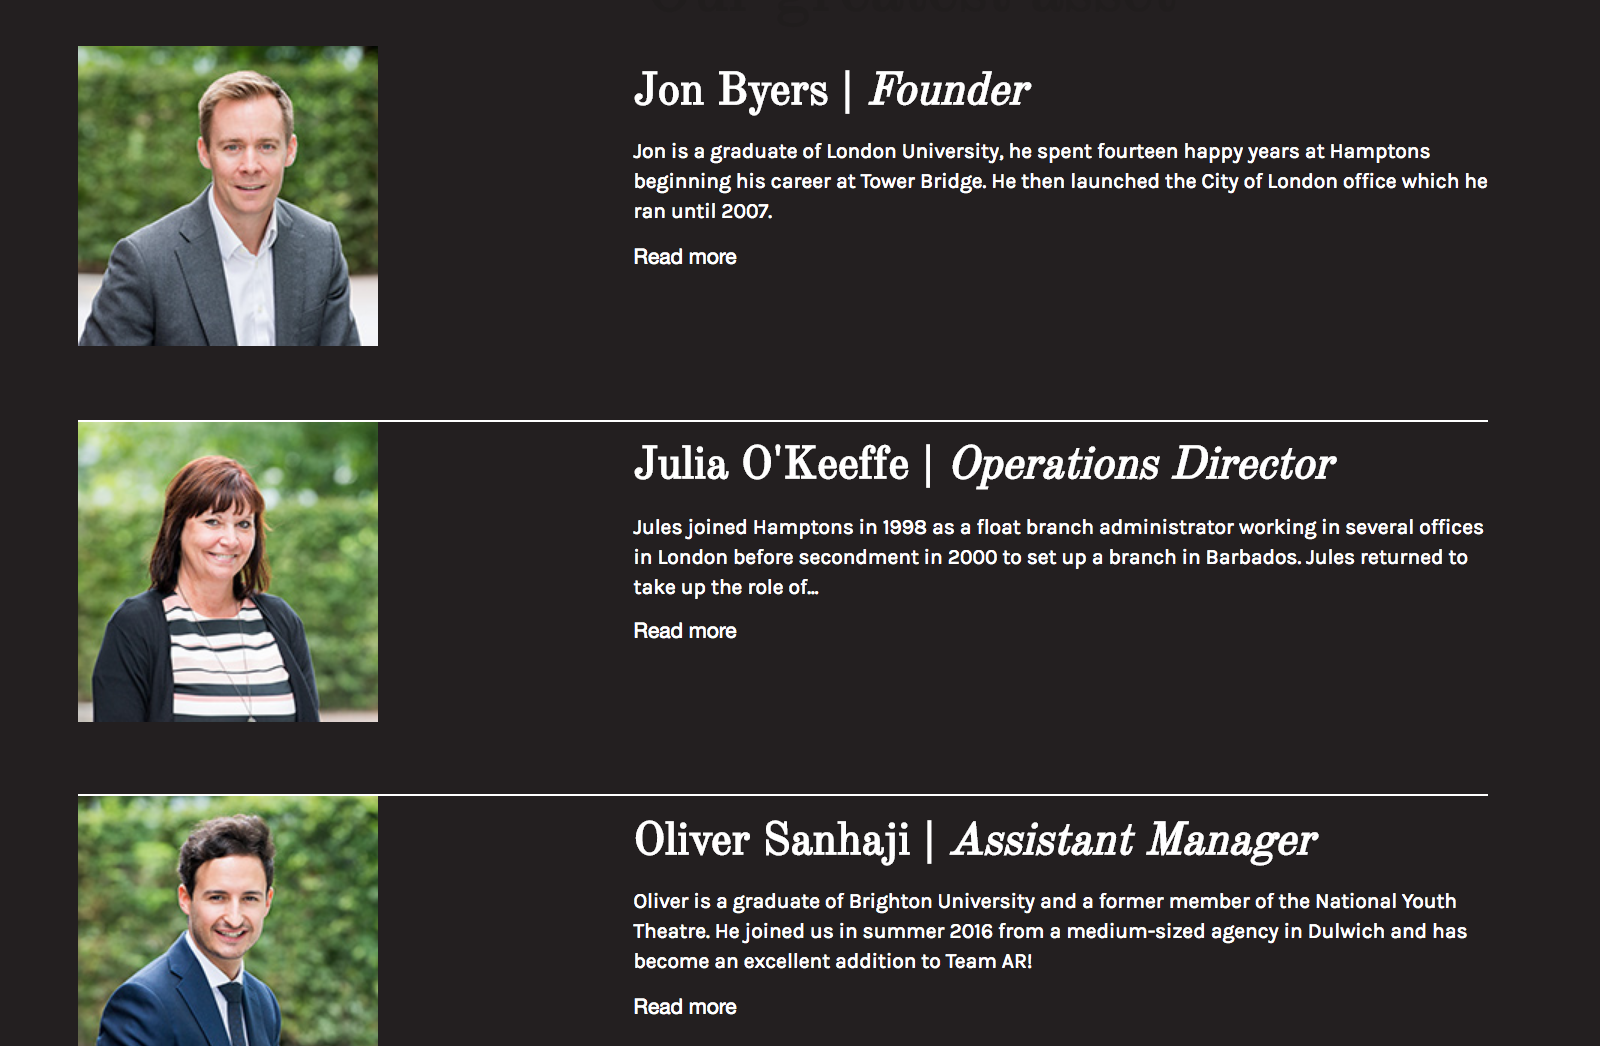 Our greatest asset
Jon Byers | Founder
Jon is a graduate of London University, he spent fourteen happy years at Hamptons
beginning his career at Tower Bridge. He then launched the City of London office which he
ran until 2007.
Read more
Julia O'Keeffe | Operations Director
Jules joined Hamptons in 1998 as a float branch administrator working in several offices
in London before secondment in 2000 to set up a branch in Barbados. Jules returned to
take up the role of...
Read more
Oliver Sanhaji | Assistant Manager
Oliver is a graduate of Brighton University and a former member of the National Youth
Theatre. He joined us in summer 2016 from a medium-sized agency in Dulwich and has
become an excellent addition to Team AR!
Read more